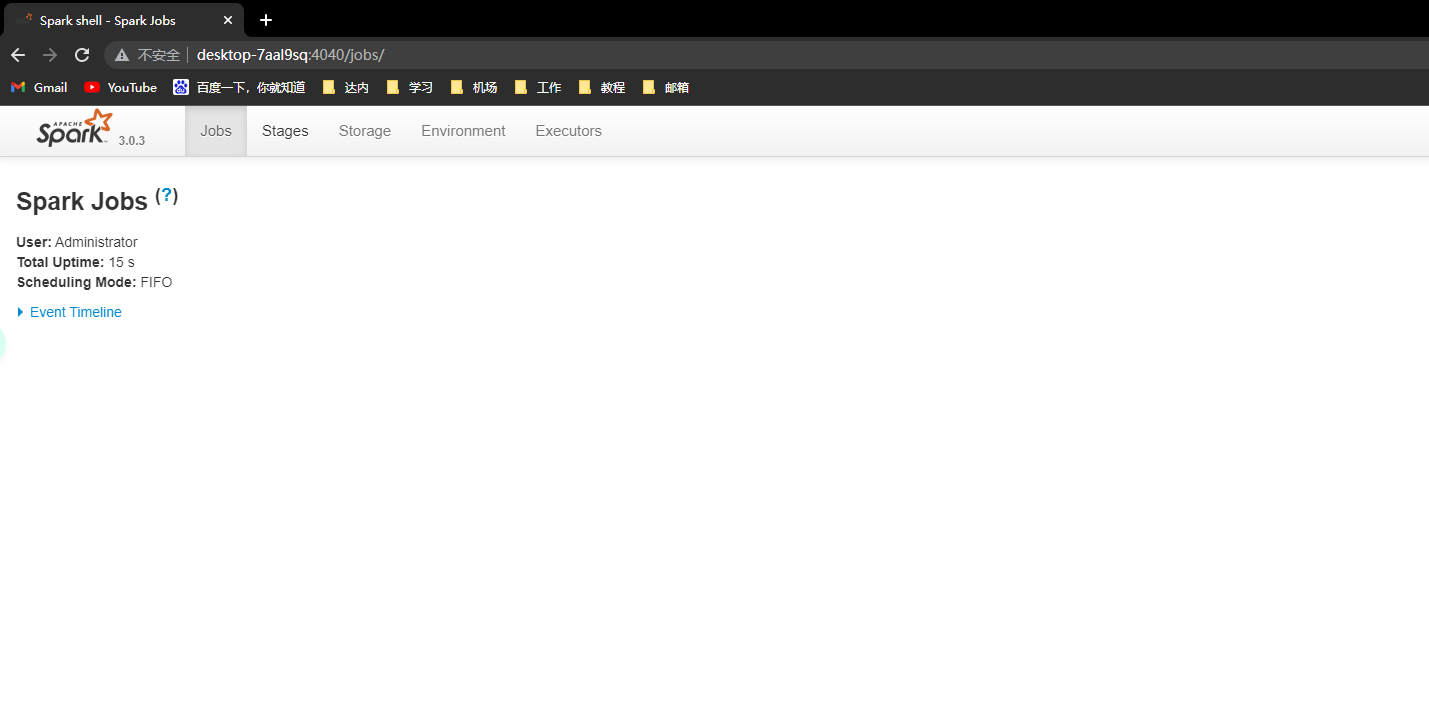 Spark shell - Spark Jobs
不安全 desktop-7aal9sq:4040/jobs/
Gmail YouTube 百度一下，你就知道 达内 学习 机场 工作 教程 邮箱
APACHE Spark 3.0.3 Jobs Stages Storage Environment Executors
Spark Jobs (?)
User: Administrator
Total Uptime: 15 s
Scheduling Mode: FIFO
Event Timeline